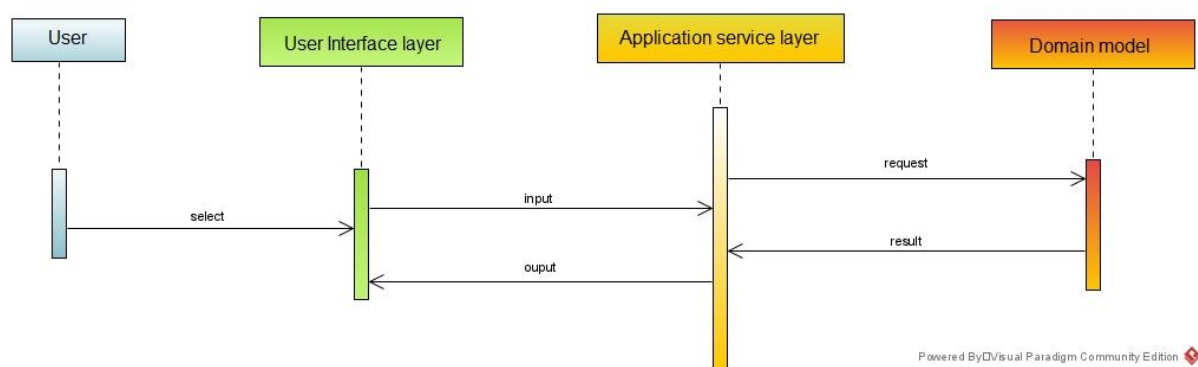 User
User Interface layer
Application service layer
Domain model
request
input
select
result
ouput
Powered By□Visual Paradigm Community Edition